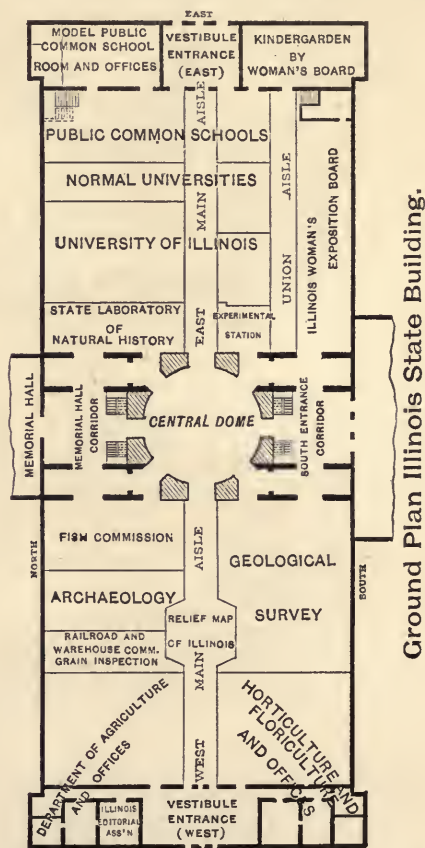 EAST
MODEL PUBLIC
COMMON SCHOOL
ROOM AND OFFICES
VESTIBULE
ENTRANCE
(EAST)
KINDERGARDEN
BY
WOMAN'S BOARD
PUBLIC COMMON SCHOOLS
NORMAL UNIVERSITIES
UNIVERSITY OF ILLINOIS
STATE LABORATORY
OF
NATURAL HISTORY
EXPERIMENTAL
STATION
EAST MAIN AISLE
UNION AISLE
ILLINOIS WOMAN'S
EXPOSITION BOARD
MEMORIAL HALL
MEMORIAL HALL
CORRIDOR
CENTRAL DOME
SOUTH ENTRANCE
CORRIDOR
NORTH
SOUTH
FISH COMMISSION
ARCHAEOLOGY
RAILROAD AND
WAREHOUSE COMM.
GRAIN INSPECTION
RELIEF MAP
OF ILLINOIS
GEOLOGICAL
SURVEY
WEST MAIN AISLE
DEPARTMENT OF AGRICULTURE
AND OFFICES
HORTICULTURE AND
FLORICULTURE
AND OFFICES
ILLINOIS
EDITORIAL
ASS'N
VESTIBULE
ENTRANCE
(WEST)
Ground Plan Illinois State Building.